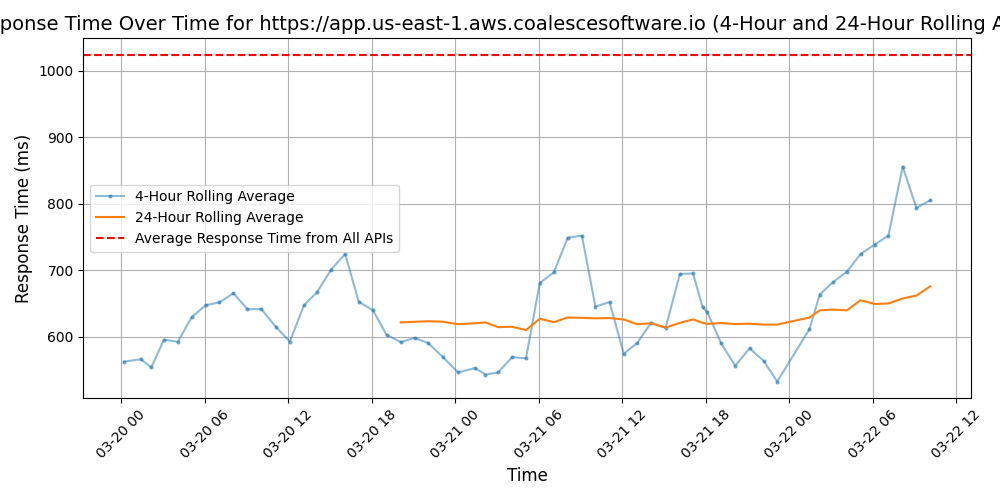 ponse Time Over Time for https://app.us-east-1.aws.coalescesoftware.io (4-Hour and 24-Hour Rolling A
Response Time (ms)
1000
900
800
700
600
4-Hour Rolling Average
24-Hour Rolling Average
Average Response Time from All APIs
03-20 00
03-20 06
03-20 12
03-20 18
03-21 00
03-21 06
03-21 12
03-21 18
03-22 00
03-22 06
03-22 12
Time